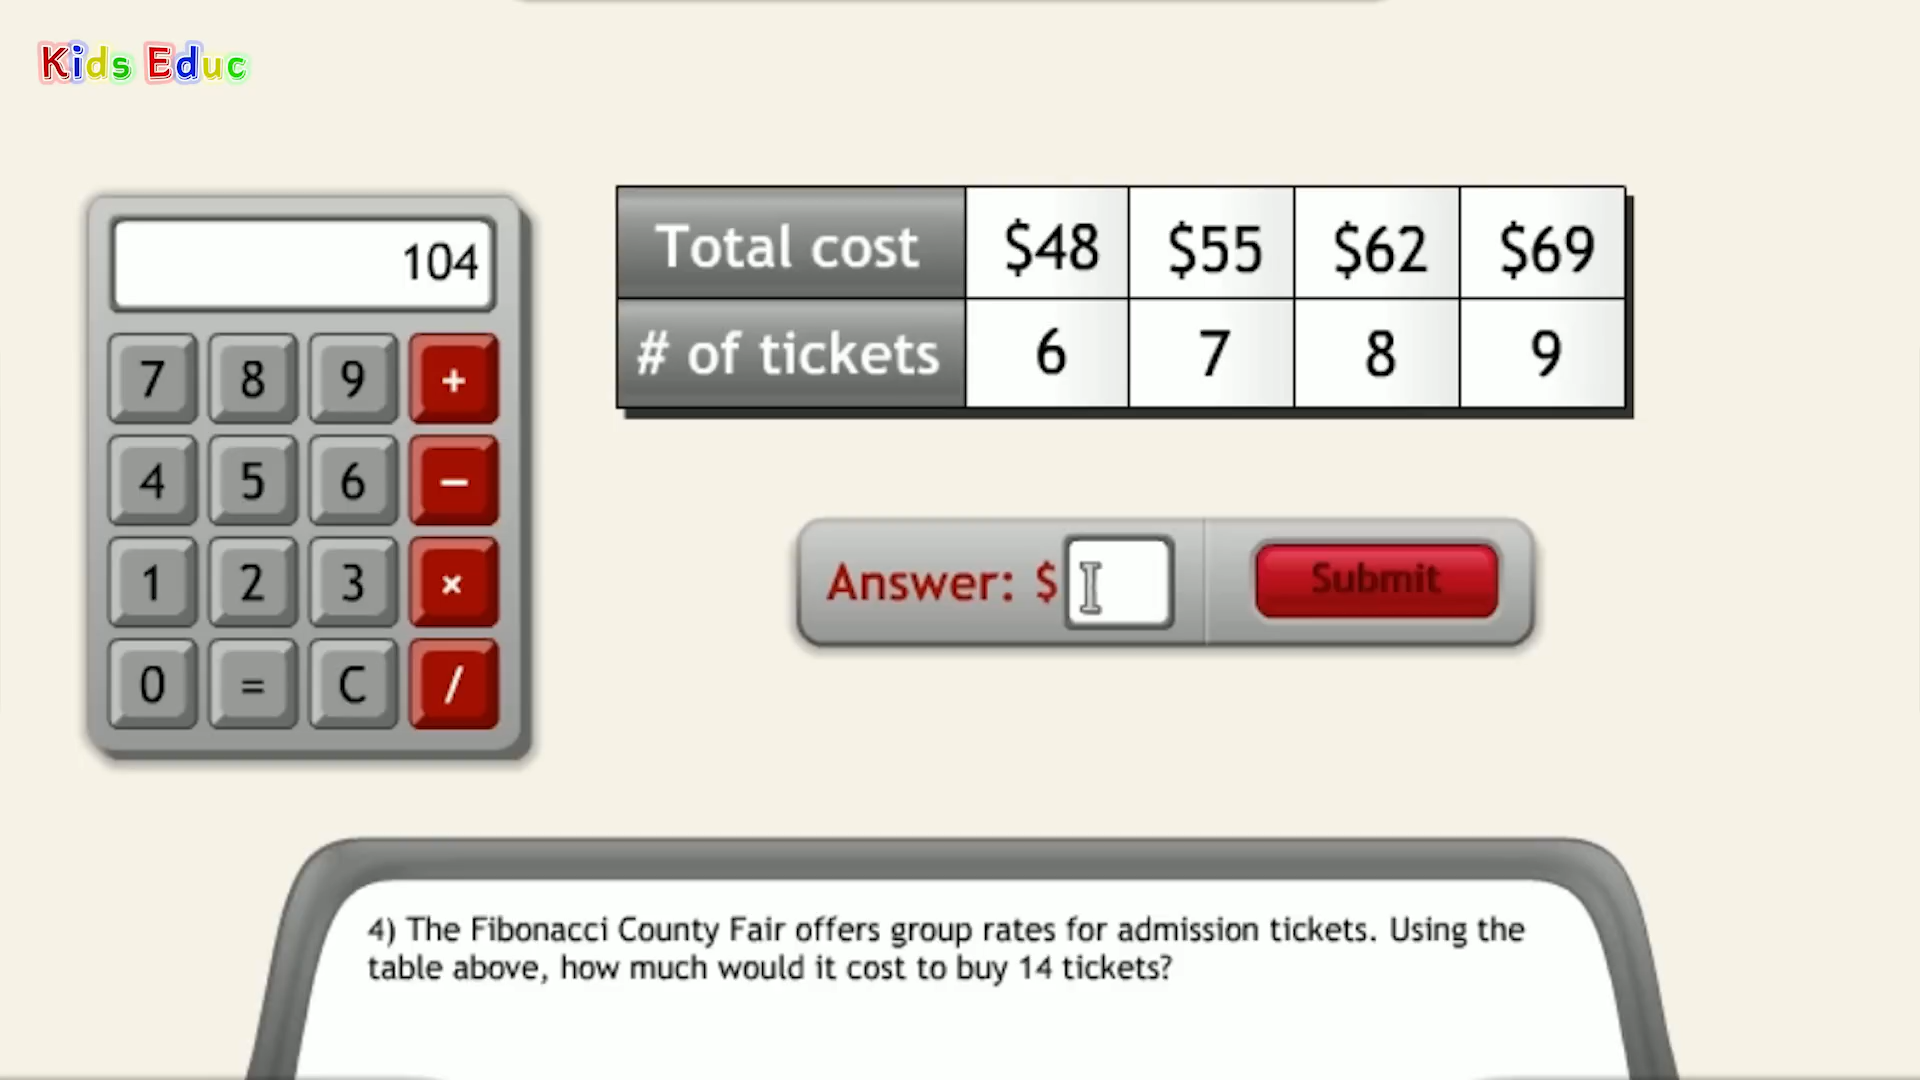 Kids Educ
104
7 8 9 +
4 5 6 −
1 2 3 ×
0 = C /
Total cost $48 $55 $62 $69
# of tickets 6 7 8 9
Answer: $ Submit
4) The Fibonacci County Fair offers group rates for admission tickets. Using the
table above, how much would it cost to buy 14 tickets?